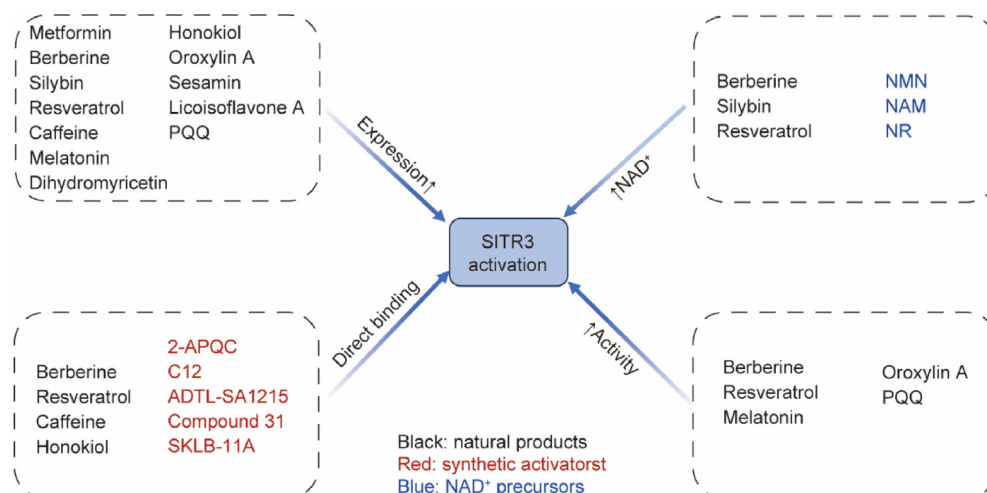 Metformin Honokiol
Berberine Oroxylin A
Silybin Sesamin
Resveratrol Licoisoflavone A
Caffeine PQQ
Melatonin
Dihydromyricetin
Berberine NMN
Silybin NAM
Resveratrol NR
Expression↑
↑NAD⁺
SITR3
activation
Direct binding
↑Activity
2-APQC
Berberine C12
Resveratrol ADTL-SA1215
Caffeine Compound 31
Honokiol SKLB-11A
Berberine Oroxylin A
Resveratrol PQQ
Melatonin
Black: natural products
Red: synthetic activatorst
Blue: NAD⁺ precursors